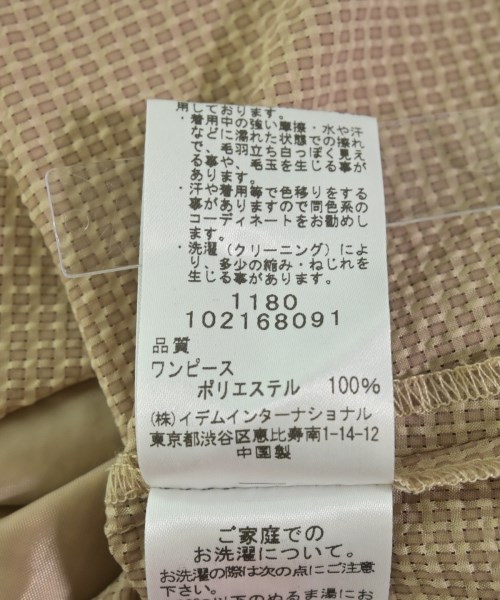 用しております。
・着用中の強い摩擦・水や汗
などに濡れた状態での擦れ
で、毛羽立ち白っぽく見え
る事や、毛玉を生じる事が
あります。
・汗や着用等で色移りをする
事がありますので同色系の
コーディネートをお勧めし
ます。
・洗濯（クリーニング）によ
り、多少の縮み・ねじれを
生じる事があります。
1180
102168091
品質
ワンピース
ポリエステル 100%
(株)イデムインターナショナル
東京都渋谷区恵比寿南1-14-12
中国製
ご家庭での
お洗濯について。
お洗濯の際は次の点にご注意
下さい。
以下のぬるま湯にお